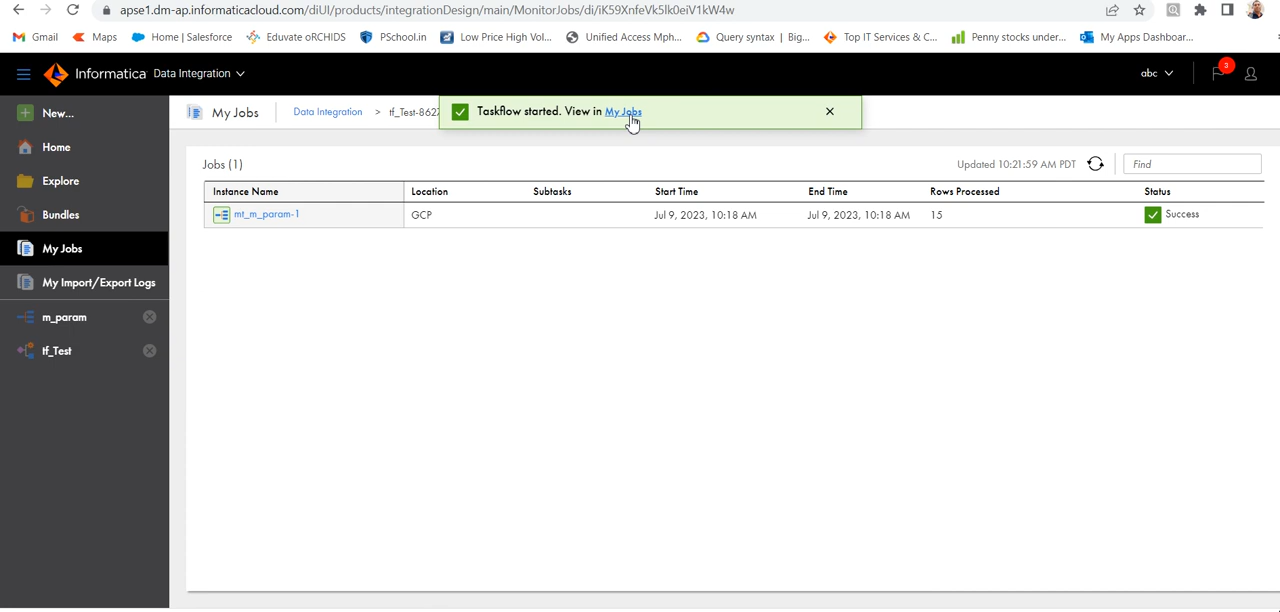 apse1.dm-ap.informaticacloud.com/diUI/products/integrationDesign/main/MonitorJobs/di/iK59XnfeVk5lk0eiV1kW4w
Gmail Maps Home | Salesforce Eduvate oRCHIDS PSchool.in Low Price High Vol... Unified Access Mph... Query syntax | Big... Top IT Services & C... Penny stocks under... My Apps Dashboar...
Informatica Data Integration abc 3
New...
Home
Explore
Bundles
My Jobs
My Import/Export Logs
m_param
tf_Test
My Jobs Data Integration > tf_Test-862
Taskflow started. View in My Jobs
Jobs (1) Updated 10:21:59 AM PDT Find
Instance Name Location Subtasks Start Time End Time Rows Processed Status
mt_m_param-1 GCP Jul 9, 2023, 10:18 AM Jul 9, 2023, 10:18 AM 15 Success